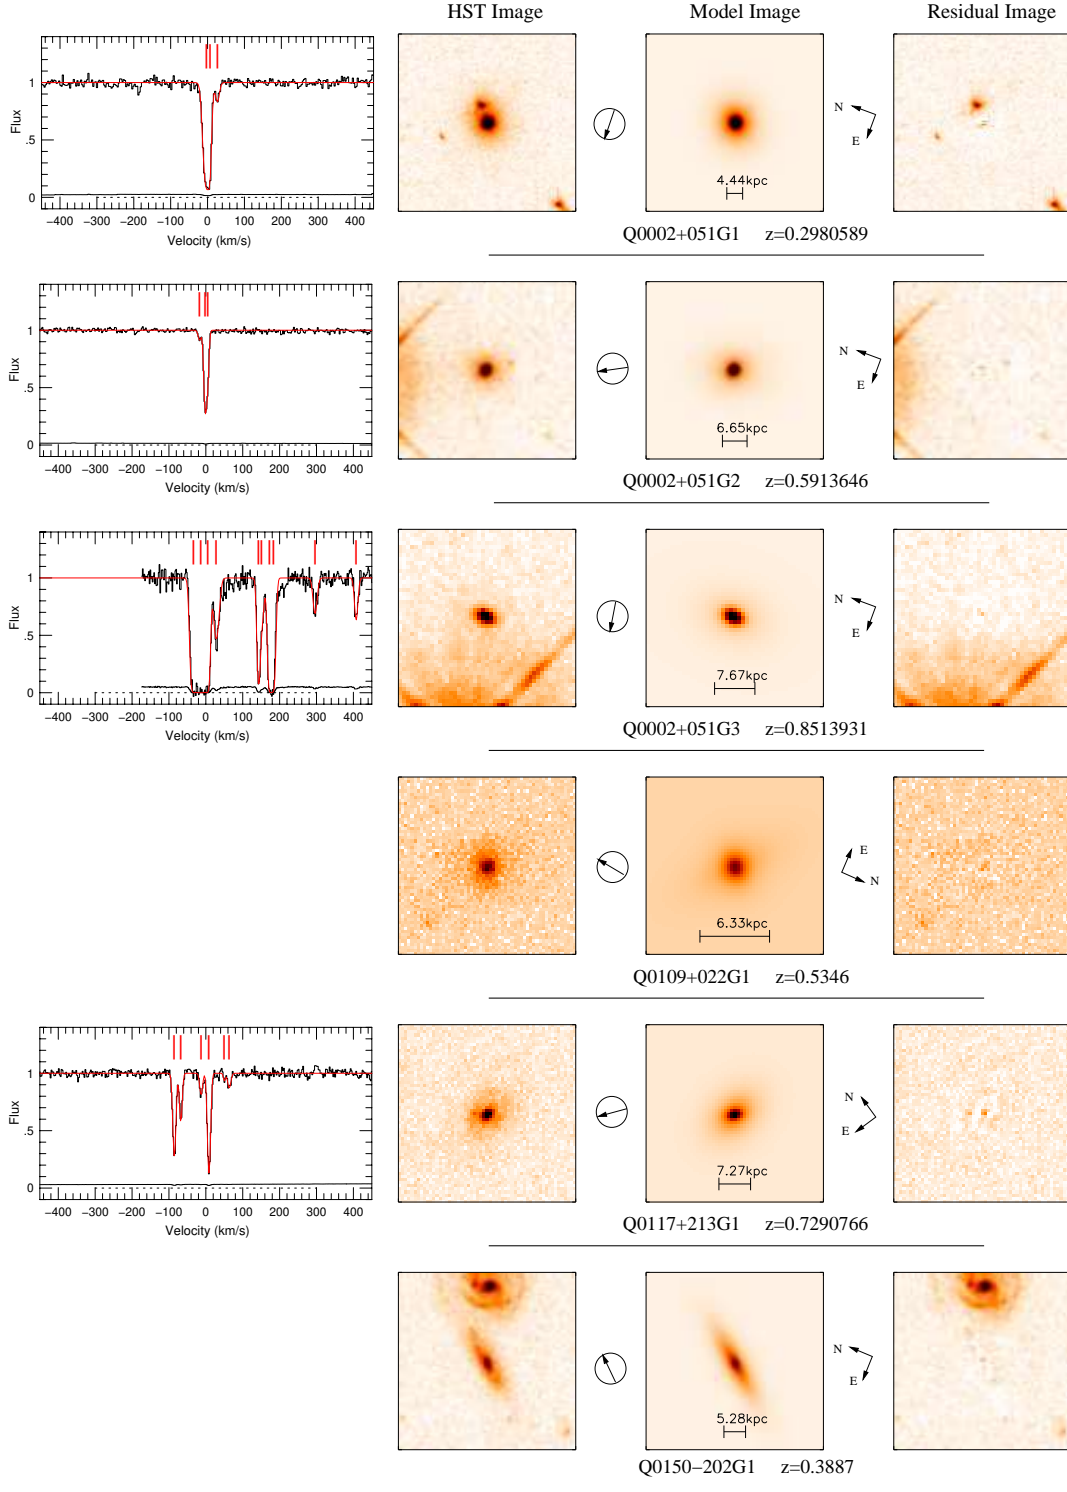 HST Image Model Image Residual Image
1
.5
0
Flux
−400 −300 −200 −100 0 100 200 300 400
Velocity (km/s)
4.44kpc
N
E
Q0002+051G1 z=0.2980589
1
.5
0
Flux
−400 −300 −200 −100 0 100 200 300 400
Velocity (km/s)
6.65kpc
N
E
Q0002+051G2 z=0.5913646
1
.5
0
Flux
−400 −300 −200 −100 0 100 200 300 400
Velocity (km/s)
7.67kpc
N
E
Q0002+051G3 z=0.8513931
6.33kpc
E
N
Q0109+022G1 z=0.5346
1
.5
0
Flux
−400 −300 −200 −100 0 100 200 300 400
Velocity (km/s)
7.27kpc
N
E
Q0117+213G1 z=0.7290766
5.28kpc
N
E
Q0150−202G1 z=0.3887